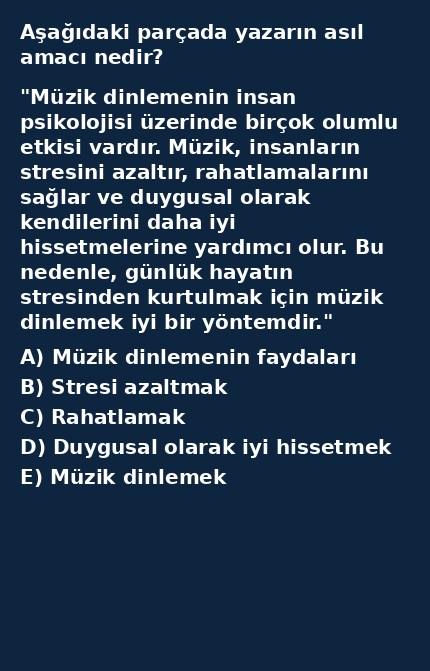 Aşağıdaki parçada yazarın asıl
amacı nedir?
"Müzik dinlemenin insan
psikolojisi üzerinde birçok olumlu
etkisi vardır. Müzik, insanların
stresini azaltır, rahatlamalarını
sağlar ve duygusal olarak
kendilerini daha iyi
hissetmelerine yardımcı olur. Bu
nedenle, günlük hayatın
stresinden kurtulmak için müzik
dinlemek iyi bir yöntemdir."
A) Müzik dinlemenin faydaları
B) Stresi azaltmak
C) Rahatlamak
D) Duygusal olarak iyi hissetmek
E) Müzik dinlemek